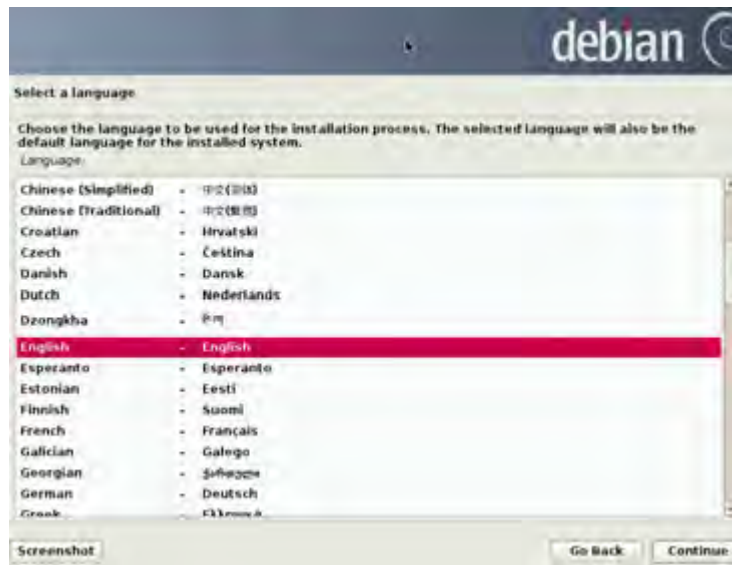 debian
Select a language
Choose the language to be used for the installation process. The selected language will also be the
default language for the installed system.
Language:
Chinese (Simplified) - 中文(简体)
Chinese (Traditional) - 中文(繁體)
Croatian - Hrvatski
Czech - Čeština
Danish - Dansk
Dutch - Nederlands
Dzongkha -
English - English
Esperanto - Esperanto
Estonian - Eesti
Finnish - Suomi
French - Français
Galician - Galego
Georgian -
German - Deutsch
Greek - Ελληνικά
Screenshot
Go Back
Continue